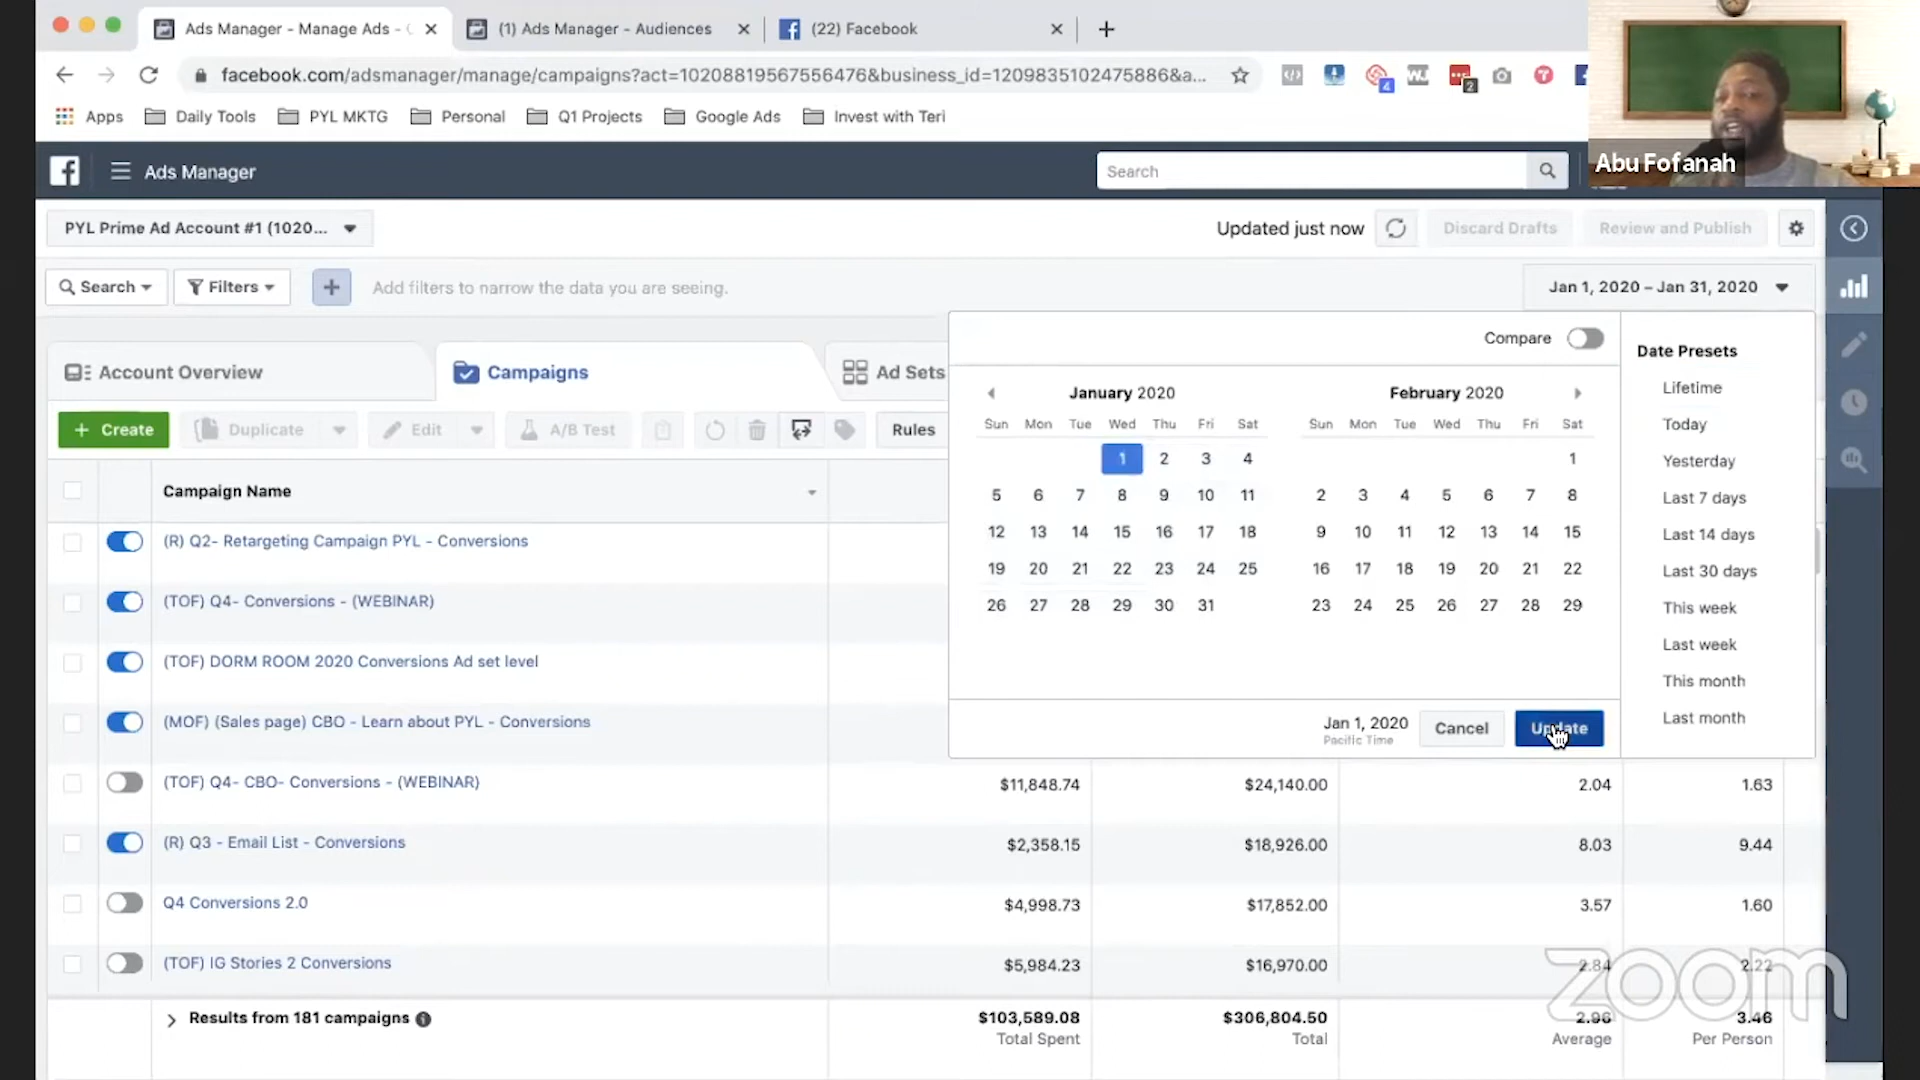 Ads Manager - Manage Ads - C
(1) Ads Manager - Audiences
(22) Facebook
facebook.com/adsmanager/manage/campaigns?act=10208819567556476&business_id=1209835102475886&a...
4
2
Apps
Daily Tools
PYL MKTG
Personal
Q1 Projects
Google Ads
Invest with Teri
Abu Fofanah
Ads Manager
Search
PYL Prime Ad Account #1 (1020...
Updated just now
Discard Drafts
Review and Publish
Search
Filters
Add filters to narrow the data you are seeing.
Jan 1, 2020 – Jan 31, 2020
Account Overview
Campaigns
Ad Sets
Compare
Date Presets
Lifetime
Today
Yesterday
Last 7 days
Last 14 days
Last 30 days
This week
Last week
This month
Last month
January 2020
Sun Mon Tue Wed Thu Fri Sat
1 2 3 4
5 6 7 8 9 10 11
12 13 14 15 16 17 18
19 20 21 22 23 24 25
26 27 28 29 30 31
February 2020
Sun Mon Tue Wed Thu Fri Sat
1
2 3 4 5 6 7 8
9 10 11 12 13 14 15
16 17 18 19 20 21 22
23 24 25 26 27 28 29
Jan 1, 2020
Pacific Time
Cancel
Update
+ Create
Duplicate
Edit
A/B Test
Rules
Campaign Name
(R) Q2- Retargeting Campaign PYL - Conversions
(TOF) Q4- Conversions - (WEBINAR)
(TOF) DORM ROOM 2020 Conversions Ad set level
(MOF) (Sales page) CBO - Learn about PYL - Conversions
(TOF) Q4- CBO- Conversions - (WEBINAR) $11,848.74 $24,140.00 2.04 1.63
(R) Q3 - Email List - Conversions $2,358.15 $18,926.00 8.03 9.44
Q4 Conversions 2.0 $4,998.73 $17,852.00 3.57 1.60
(TOF) IG Stories 2 Conversions $5,984.23 $16,970.00 2.84 2.22
Results from 181 campaigns $103,589.08 $306,804.50 2.96 3.46
Total Spent Total Average Per Person
zoom